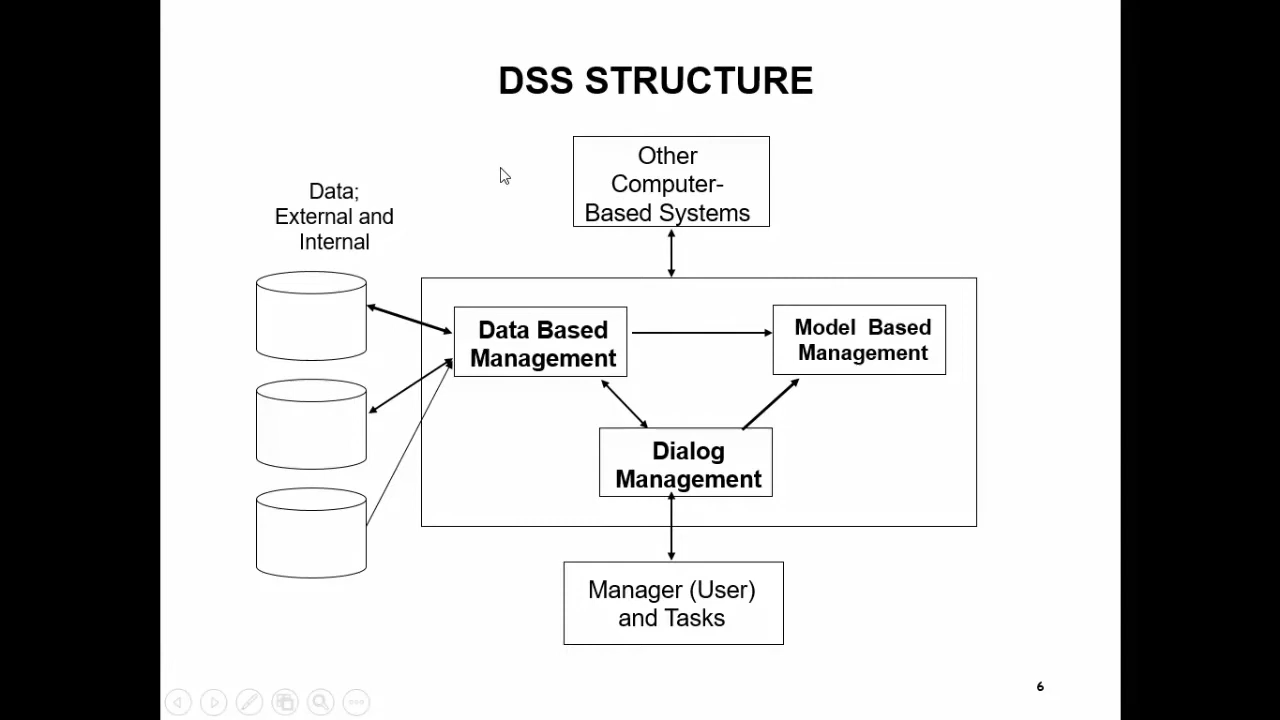 DSS STRUCTURE
Other
Computer-
Based Systems
Data;
External and
Internal
Data Based
Management
Model  Based
Management
Dialog
Management
Manager (User)
and Tasks
6